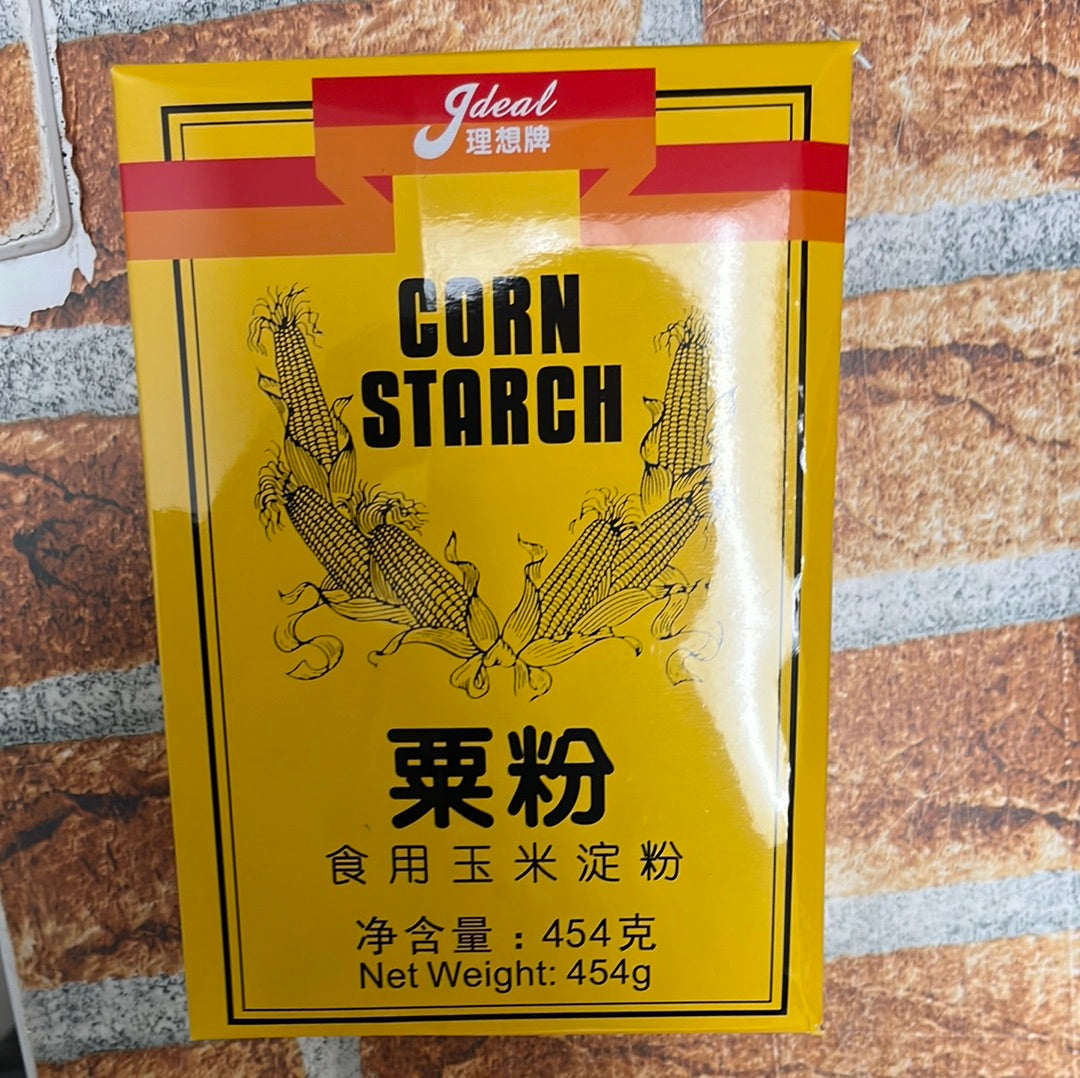 Ideal
理想牌
CORN
STARCH
粟粉
食用玉米淀粉
净含量：454克
Net Weight: 454g